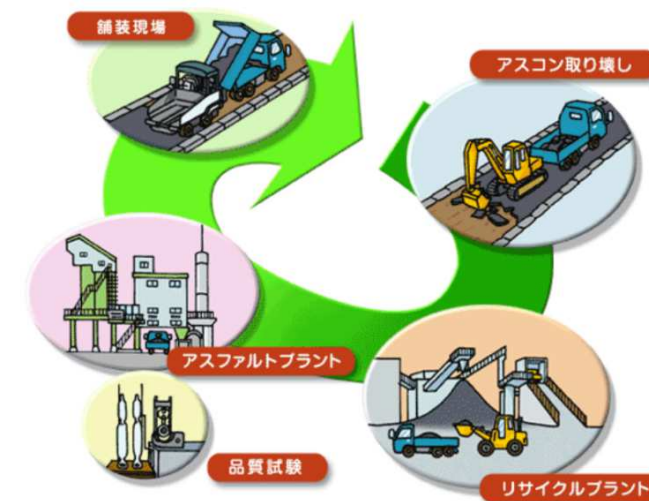 舗装現場
アスコン取り壊し
アスファルトプラント
品質試験
リサイクルプラント